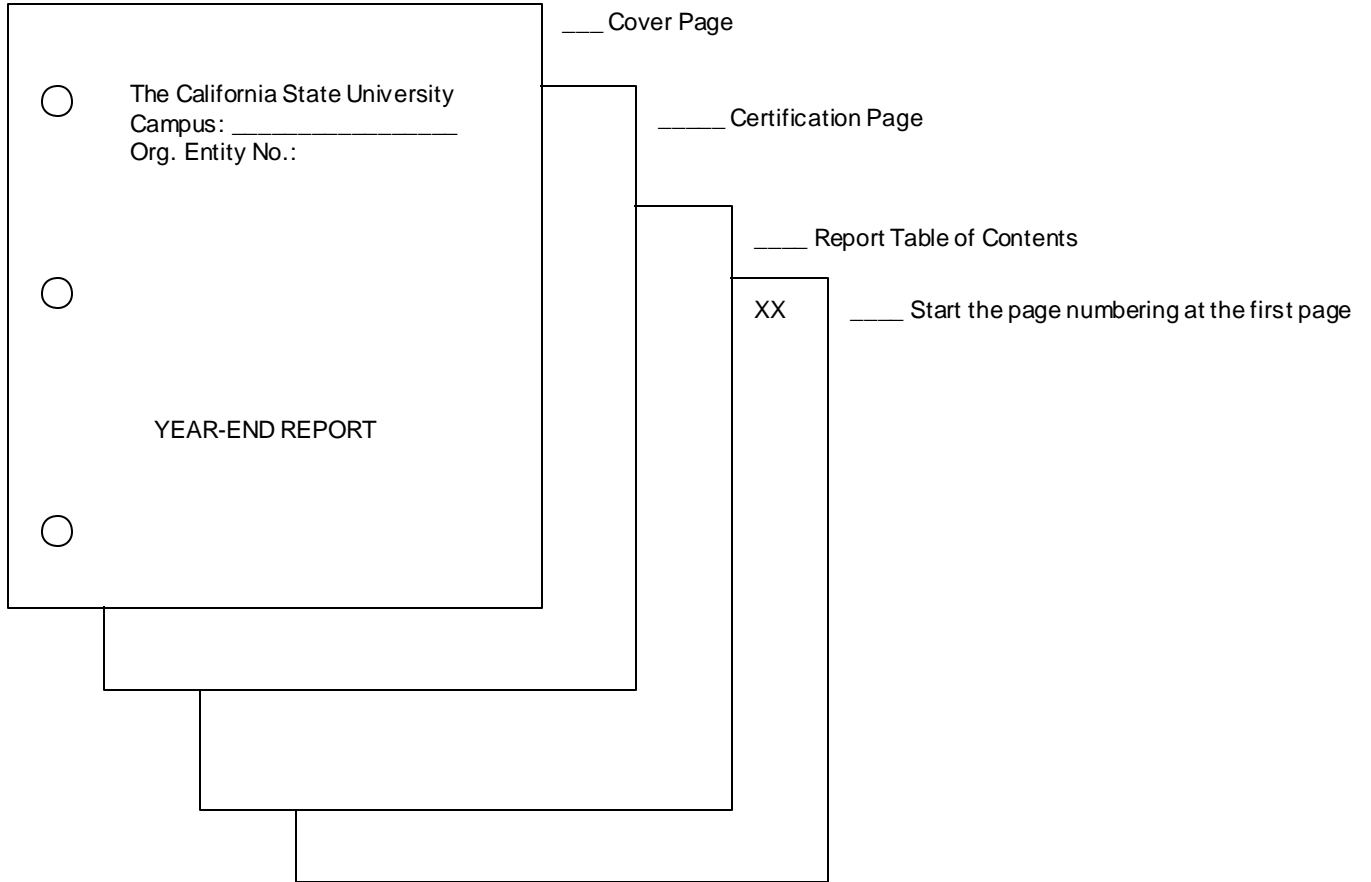 ___ Cover Page
The California State University
Campus: _________________
Org. Entity No.:
_____ Certification Page
____ Report Table of Contents
XX ____ Start the page numbering at the first page
YEAR-END REPORT